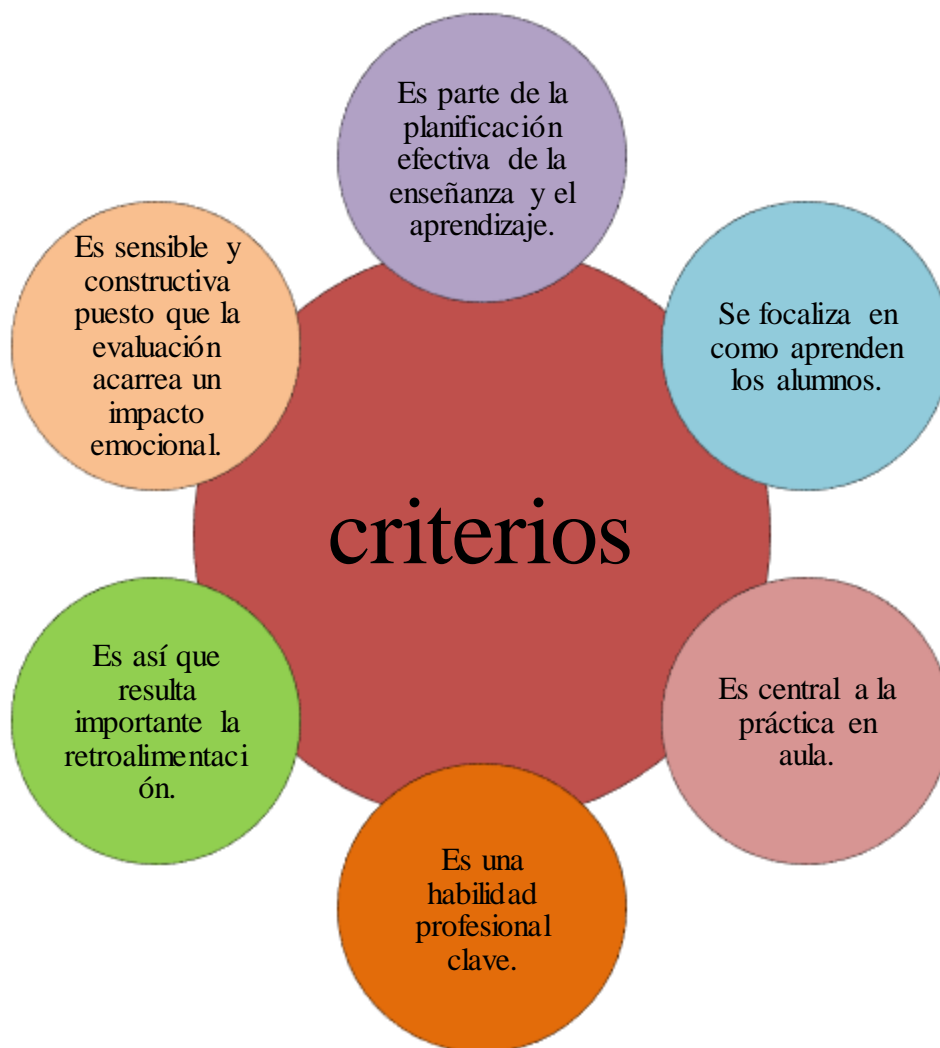 Es parte de la
planificación
efectiva de la
enseñanza y el
aprendizaje.
Se focaliza en
como aprenden
los alumnos.
Es central a la
práctica en
aula.
Es una
habilidad
profesional
clave.
Es así que
resulta
importante la
retroalimentaci
ón.
Es sensible y
constructiva
puesto que la
evaluación
acarrea un
impacto
emocional.
criterios